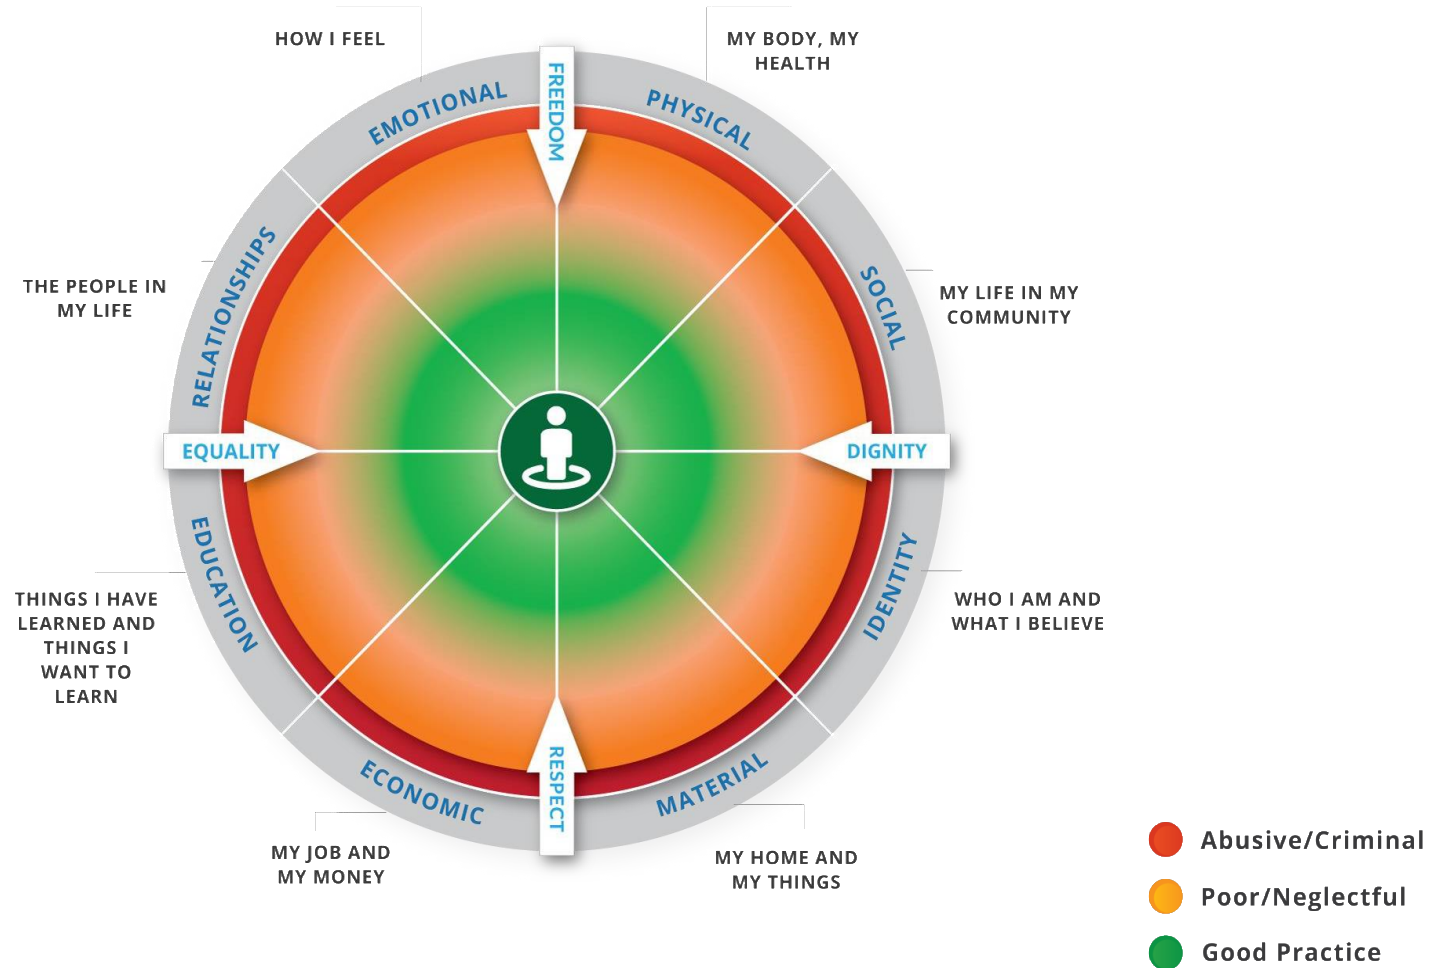 HOW I FEEL
MY BODY, MY
HEALTH
FREEDOM
EMOTIONAL
PHYSICAL
RELATIONSHIPS
SOCIAL
THE PEOPLE IN
MY LIFE
MY LIFE IN MY
COMMUNITY
EQUALITY
DIGNITY
EDUCATION
IDENTITY
THINGS I HAVE
LEARNED AND
THINGS I
WANT TO
LEARN
WHO I AM AND
WHAT I BELIEVE
ECONOMIC
RESPECT
MATERIAL
MY JOB AND
MY MONEY
MY HOME AND
MY THINGS
Abusive/Criminal
Poor/Neglectful
Good Practice